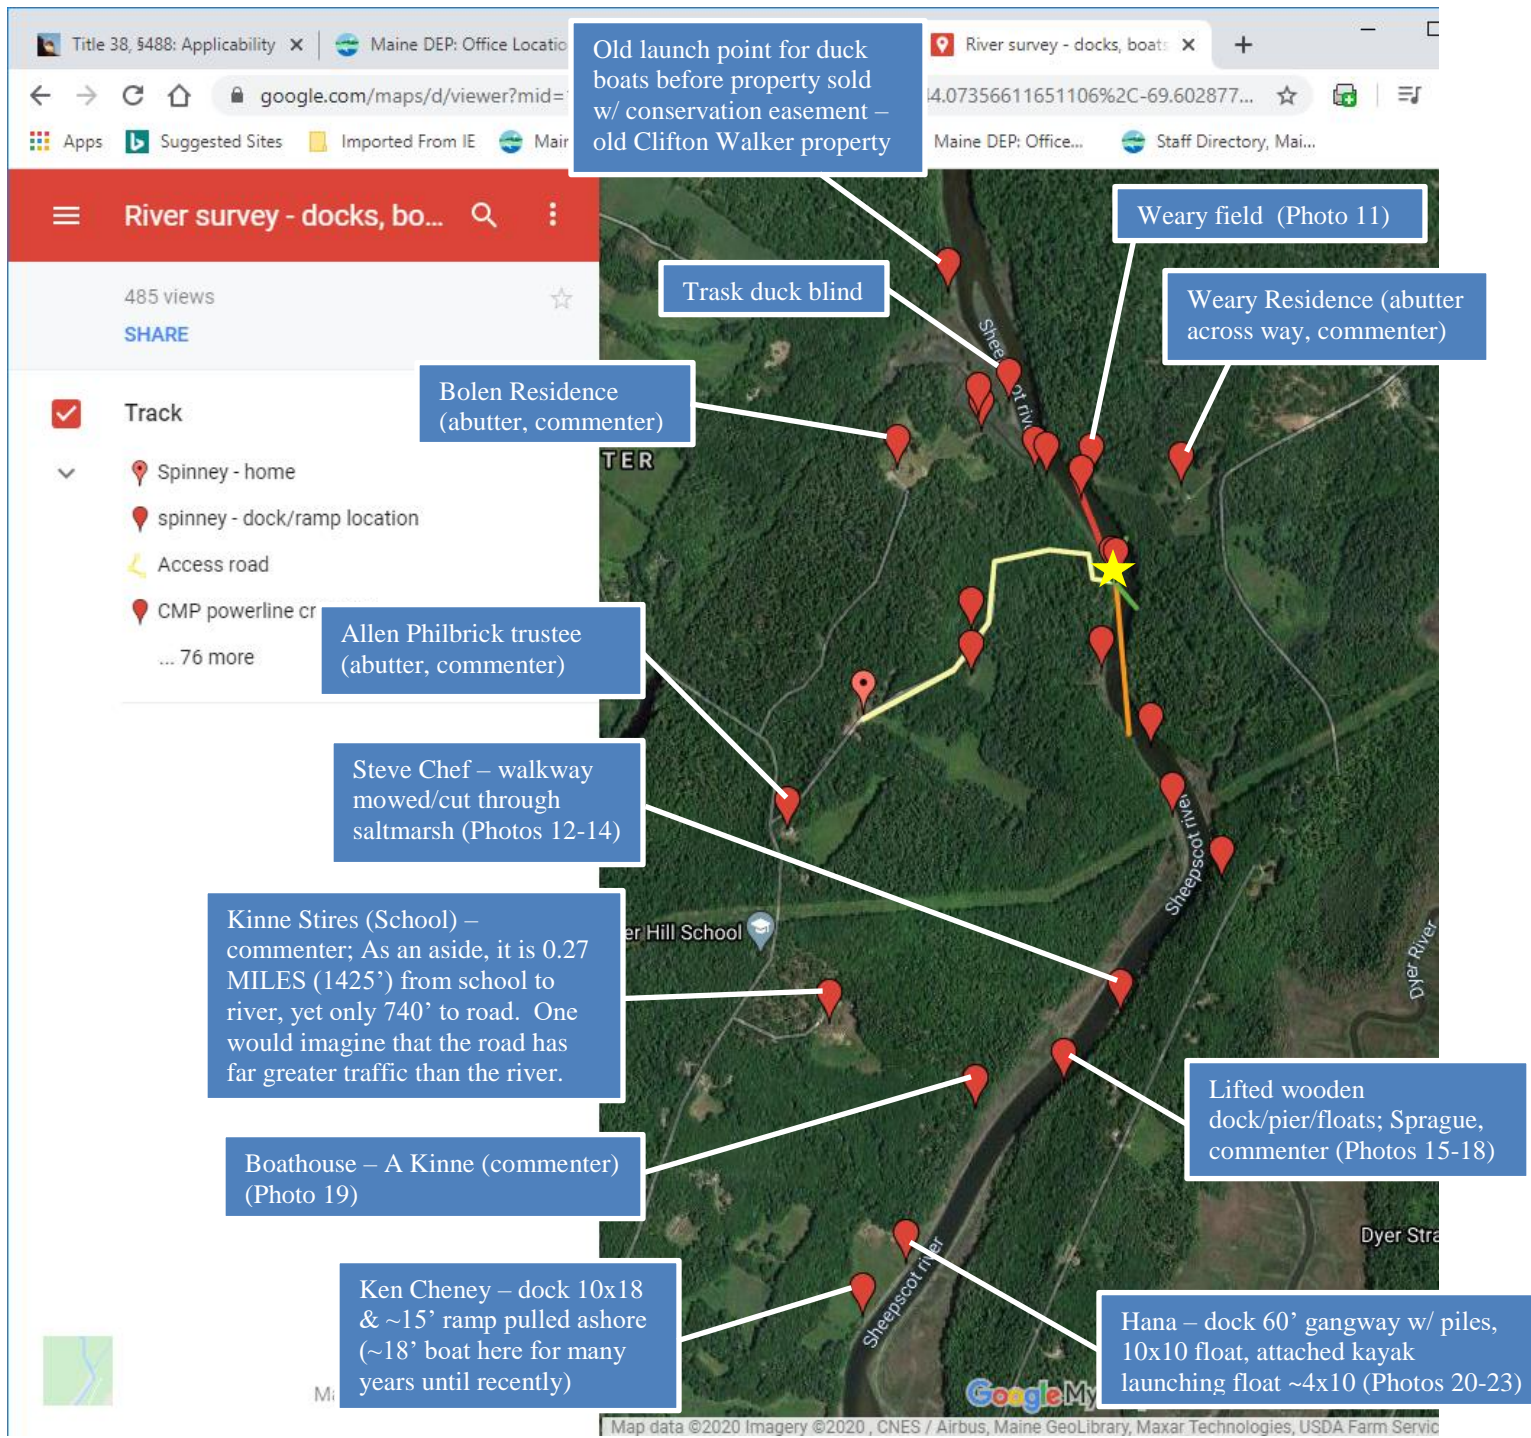 Title 38, §488: Applicability
Maine DEP: Office Locatio
River survey - docks, boats
google.com/maps/d/viewer?mid=
4.07356611651106%2C-69.602877...
Apps
Suggested Sites
Imported From IE
Mair
Maine DEP: Office...
Staff Directory, Mai...
Old launch point for duck
boats before property sold
w/ conservation easement –
old Clifton Walker property
River survey - docks, bo...
485 views
SHARE
Track
Spinney - home
spinney - dock/ramp location
Access road
CMP powerline cr
... 76 more
Weary field (Photo 11)
Trask duck blind
Weary Residence (abutter
across way, commenter)
Bolen Residence
(abutter, commenter)
TER
Sheepscot river
Allen Philbrick trustee
(abutter, commenter)
Steve Chef – walkway
mowed/cut through
saltmarsh (Photos 12-14)
Sheepscot river
Dyer River
er Hill School
Kinne Stires (School) –
commenter; As an aside, it is 0.27
MILES (1425’) from school to
river, yet only 740’ to road. One
would imagine that the road has
far greater traffic than the river.
Lifted wooden
dock/pier/floats; Sprague,
commenter (Photos 15-18)
Boathouse – A Kinne (commenter)
(Photo 19)
Dyer Stra
Sheepscot river
Ken Cheney – dock 10x18
& ~15’ ramp pulled ashore
(~18’ boat here for many
years until recently)
Hana – dock 60’ gangway w/ piles,
10x10 float, attached kayak
launching float ~4x10 (Photos 20-23)
Google My
Map data ©2020 Imagery ©2020 , CNES / Airbus, Maine GeoLibrary, Maxar Technologies, USDA Farm Servic